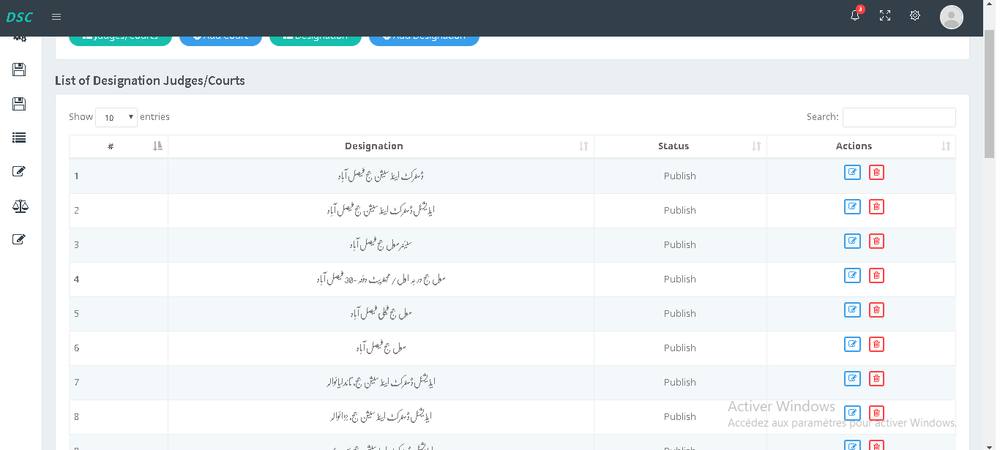 DSC
3
Judges/Courts Add Court Designation Add Designation
List of Designation Judges/Courts
Show 10 entries
Search:
# Designation Status Actions
1 ڈسٹرکٹ اینڈ سیشن جج فیصل آباد Publish
2 ایڈیشنل ڈسٹرکٹ اینڈ سیشن جج فیصل آباد Publish
3 سینئر سول جج فیصل آباد Publish
4 سول جج درجہ اول / مجسٹریٹ دفعہ -30 فیصل آباد Publish
5 سول جج فیملی فیصل آباد Publish
6 سول جج فیصل آباد Publish
7 ایڈیشنل ڈسٹرکٹ اینڈ سیشن جج، تاندلیانوالہ Publish
8 ایڈیشنل ڈسٹرکٹ اینڈ سیشن جج، جڑانوالہ Publish
Activer Windows
Accédez aux paramètres pour activer Windows.